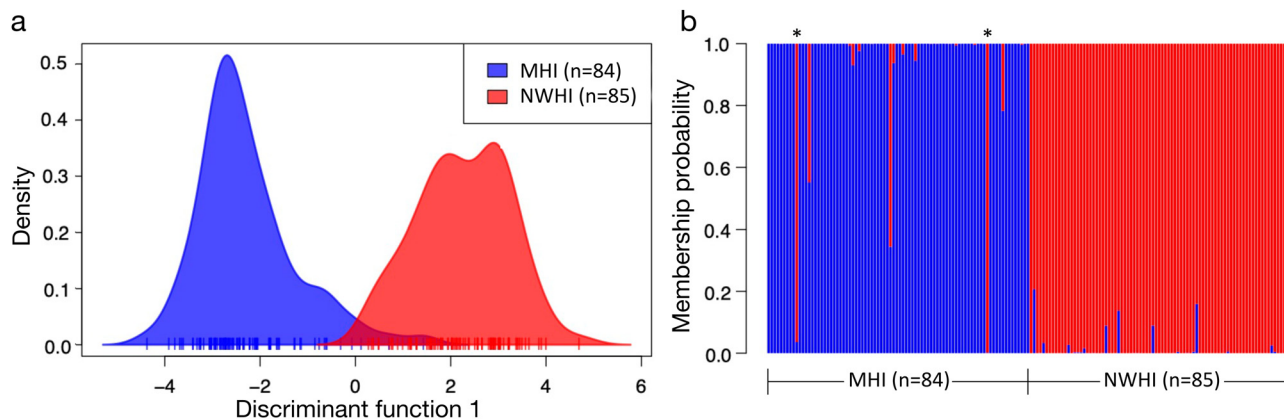 a
Density
0.5
0.4
0.3
0.2
0.1
0.0
−4
−2
0
2
4
6
Discriminant function 1
MHI (n=84)
NWHI (n=85)
b
Membership probability
1.0
0.8
0.6
0.4
0.2
0.0
*
*
MHI (n=84)
NWHI (n=85)